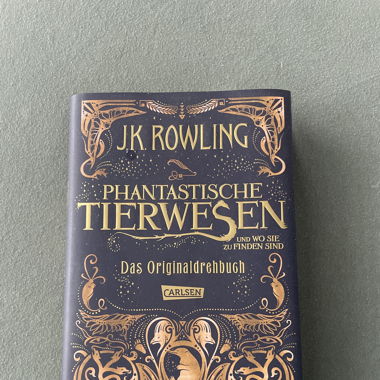 J.K. ROWLING
PHANTASTISCHE
TIERWESEN
UND WO SIE
ZU FINDEN SIND
Das Originaldrehbuch
CARLSEN